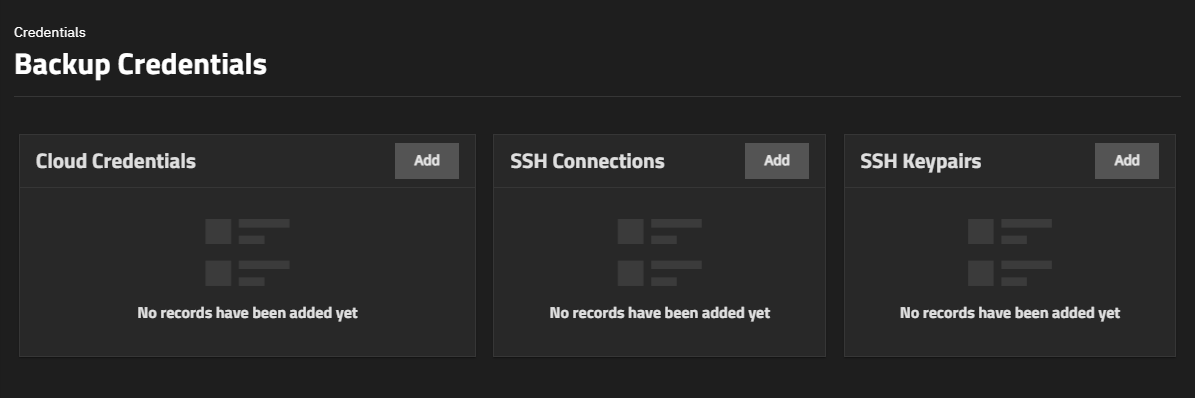 Credentials
Backup Credentials
Cloud Credentials
Add
No records have been added yet
SSH Connections
Add
No records have been added yet
SSH Keypairs
Add
No records have been added yet